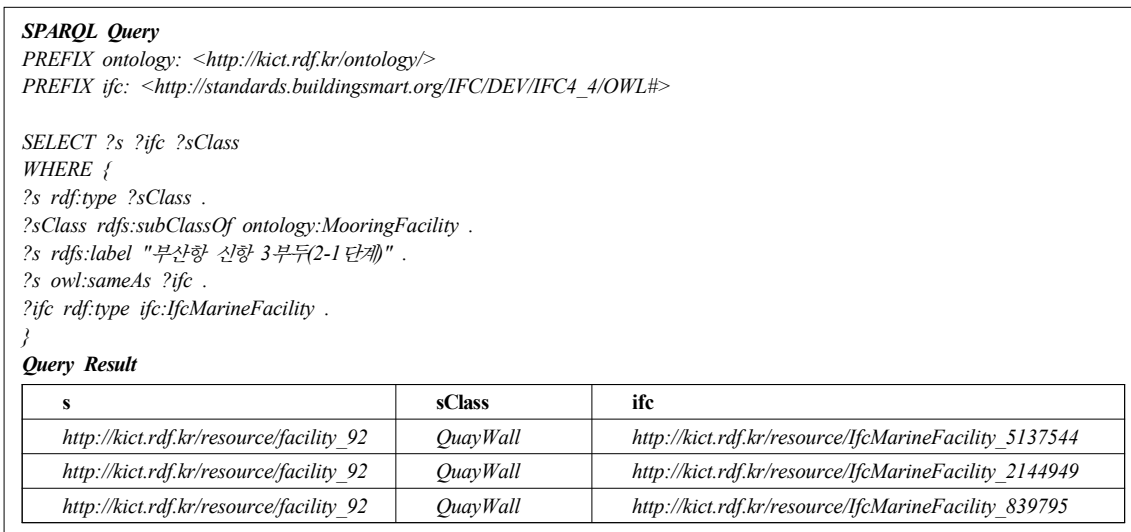 SPARQL Query
PREFIX ontology: <http://kict.rdf.kr/ontology/>
PREFIX ifc: <http://standards.buildingsmart.org/IFC/DEV/IFC4_4/OWL#>
SELECT ?s ?ifc ?sClass
WHERE {
?s rdf:type ?sClass .
?sClass rdfs:subClassOf ontology:MooringFacility .
?s rdfs:label "부산항 신항 3부두(2-1단계)" .
?s owl:sameAs ?ifc .
?ifc rdf:type ifc:IfcMarineFacility .
}
Query Result
s sClass ifc
http://kict.rdf.kr/resource/facility_92 QuayWall http://kict.rdf.kr/resource/IfcMarineFacility_5137544
http://kict.rdf.kr/resource/facility_92 QuayWall http://kict.rdf.kr/resource/IfcMarineFacility_2144949
http://kict.rdf.kr/resource/facility_92 QuayWall http://kict.rdf.kr/resource/IfcMarineFacility_839795